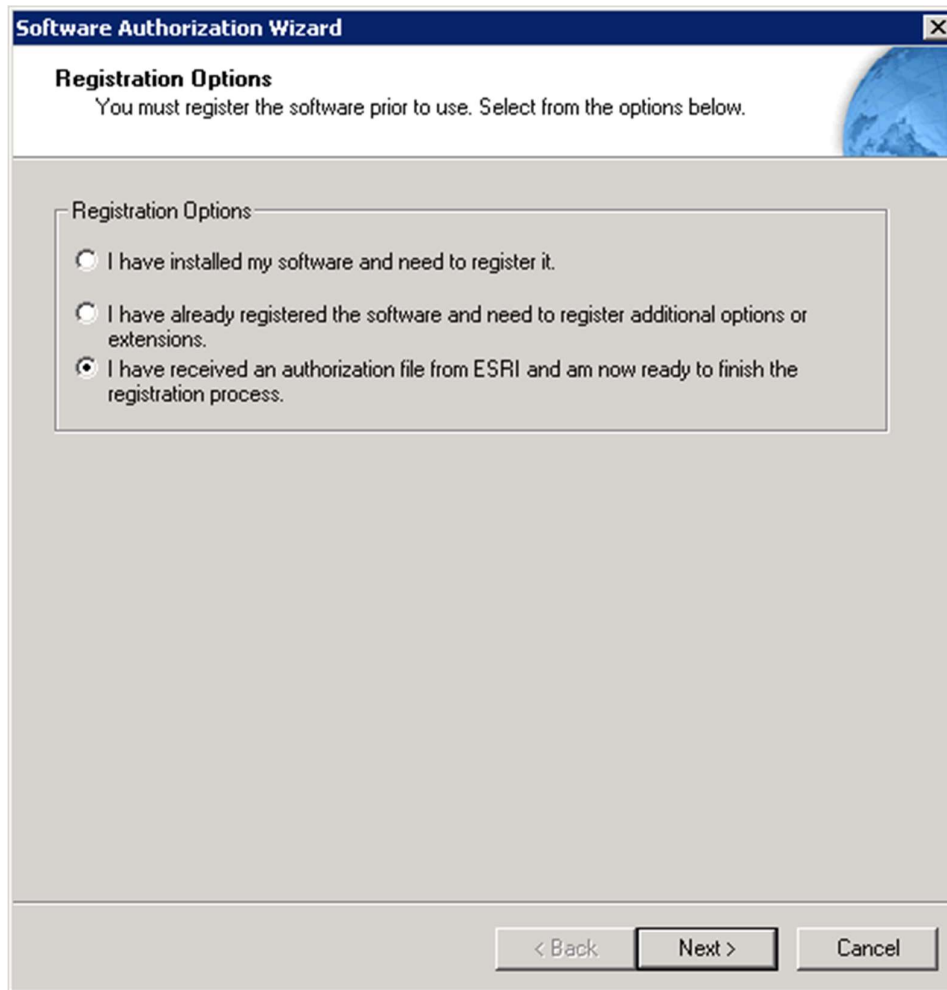 Software Authorization Wizard
Registration Options
You must register the software prior to use. Select from the options below.
Registration Options
I have installed my software and need to register it.
I have already registered the software and need to register additional options or
extensions.
I have received an authorization file from ESRI and am now ready to finish the
registration process.
< Back
Next >
Cancel